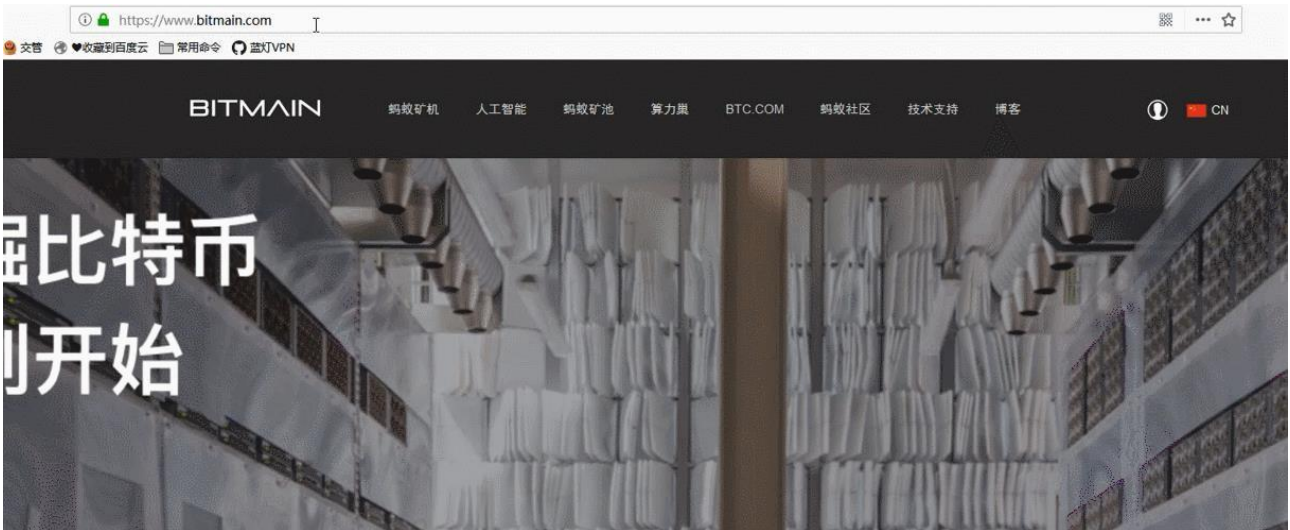 https://www.bitmain.com
交管 ♥收藏到百度云 常用命令 蓝灯VPN
BITMAIN 蚂蚁矿机 人工智能 蚂蚁矿池 算力巢 BTC.COM 蚂蚁社区 技术支持 博客 CN
掘比特币
刻开始